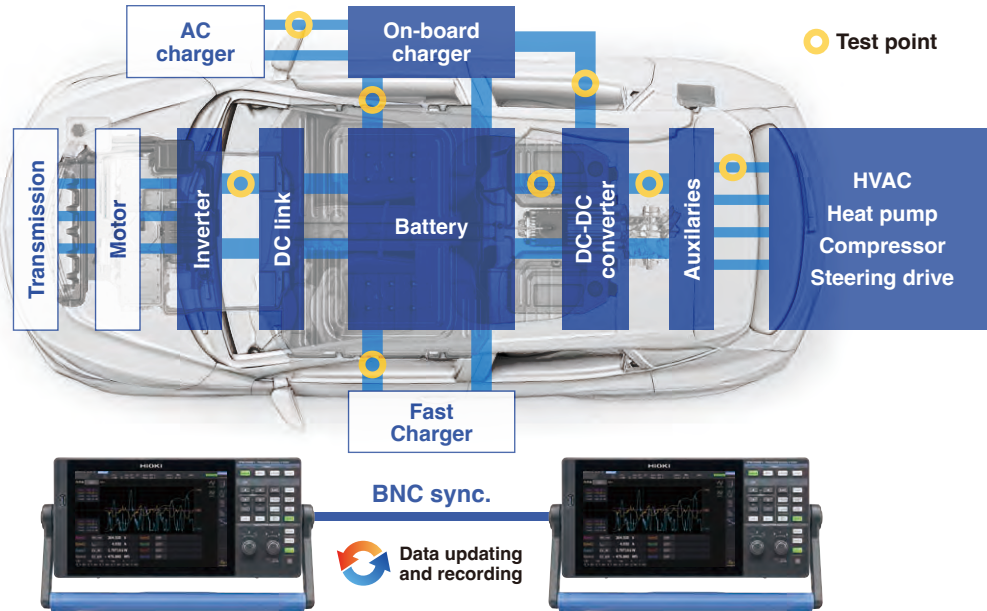 AC
charger
On-board
charger
Test point
Transmission
Motor
Inverter
DC link
Battery
DC-DC
converter
Auxilaries
HVAC
Heat pump
Compressor
Steering drive
Fast
Charger
HIOKI
BNC sync.
HIOKI
Data updating
and recording